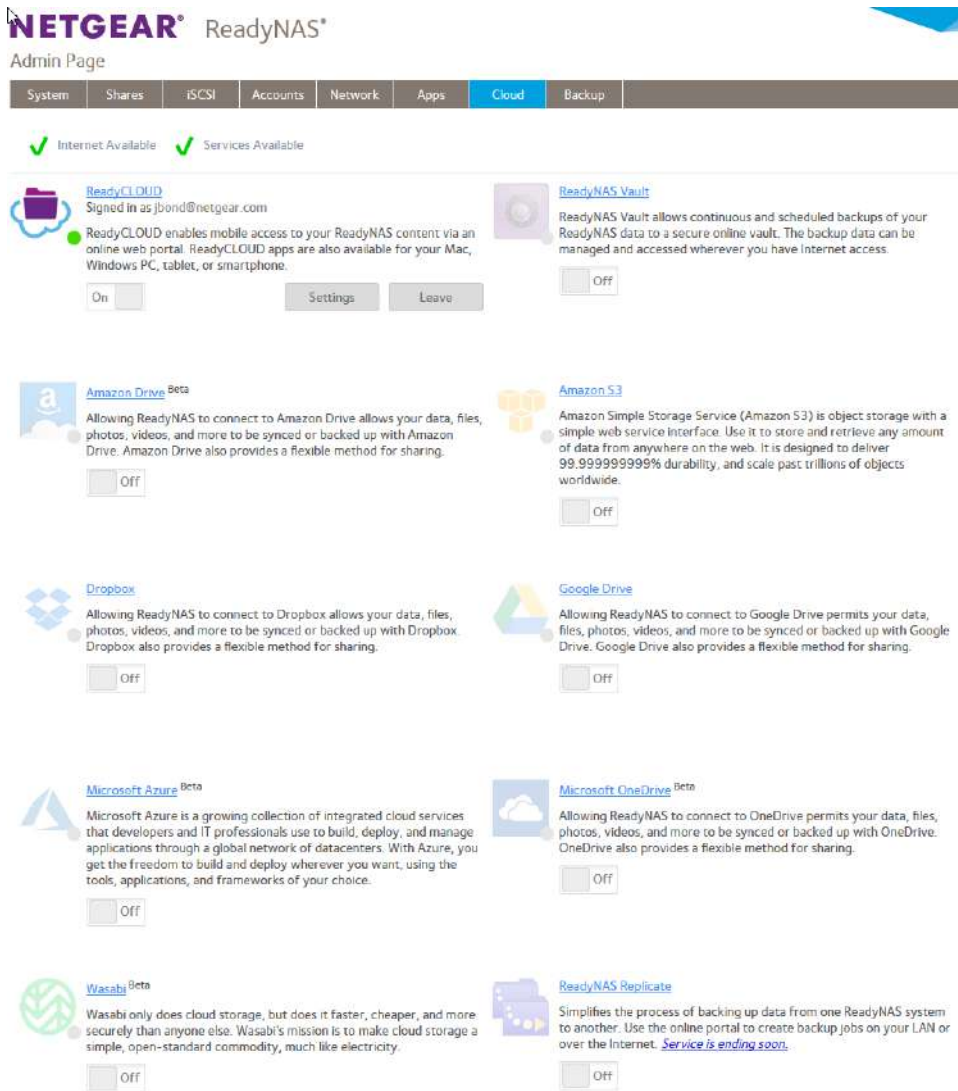 NETGEAR® ReadyNAS®
Admin Page
System Shares iSCSI Accounts Network Apps Cloud Backup
Internet Available Services Available
ReadyCLOUD
Signed in as jbond@netgear.com
ReadyCLOUD enables mobile access to your ReadyNAS content via an
online web portal. ReadyCLOUD apps are also available for your Mac,
Windows PC, tablet, or smartphone.
On Settings Leave
ReadyNAS Vault
ReadyNAS Vault allows continuous and scheduled backups of your
ReadyNAS data to a secure online vault. The backup data can be
managed and accessed wherever you have Internet access.
Off
Amazon Drive Beta
Allowing ReadyNAS to connect to Amazon Drive allows your data, files,
photos, videos, and more to be synced or backed up with Amazon
Drive. Amazon Drive also provides a flexible method for sharing.
Off
Amazon S3
Amazon Simple Storage Service (Amazon S3) is object storage with a
simple web service interface. Use it to store and retrieve any amount
of data from anywhere on the web. It is designed to deliver
99.999999999% durability, and scale past trillions of objects
worldwide.
Off
Dropbox
Allowing ReadyNAS to connect to Dropbox allows your data, files,
photos, videos, and more to be synced or backed up with Dropbox.
Dropbox also provides a flexible method for sharing.
Off
Google Drive
Allowing ReadyNAS to connect to Google Drive permits your data,
files, photos, videos, and more to be synced or backed up with Google
Drive. Google Drive also provides a flexible method for sharing.
Off
Microsoft Azure Beta
Microsoft Azure is a growing collection of integrated cloud services
that developers and IT professionals use to build, deploy, and manage
applications through a global network of datacenters. With Azure, you
get the freedom to build and deploy wherever you want, using the
tools, applications, and frameworks of your choice.
Off
Microsoft OneDrive Beta
Allowing ReadyNAS to connect to OneDrive permits your data, files,
photos, videos, and more to be synced or backed up with OneDrive.
OneDrive also provides a flexible method for sharing.
Off
Wasabi Beta
Wasabi only does cloud storage, but does it faster, cheaper, and more
securely than anyone else. Wasabi's mission is to make cloud storage a
simple, open-standard commodity, much like electricity.
Off
ReadyNAS Replicate
Simplifies the process of backing up data from one ReadyNAS system
to another. Use the online portal to create backup jobs on your LAN or
over the Internet. Service is ending soon.
Off